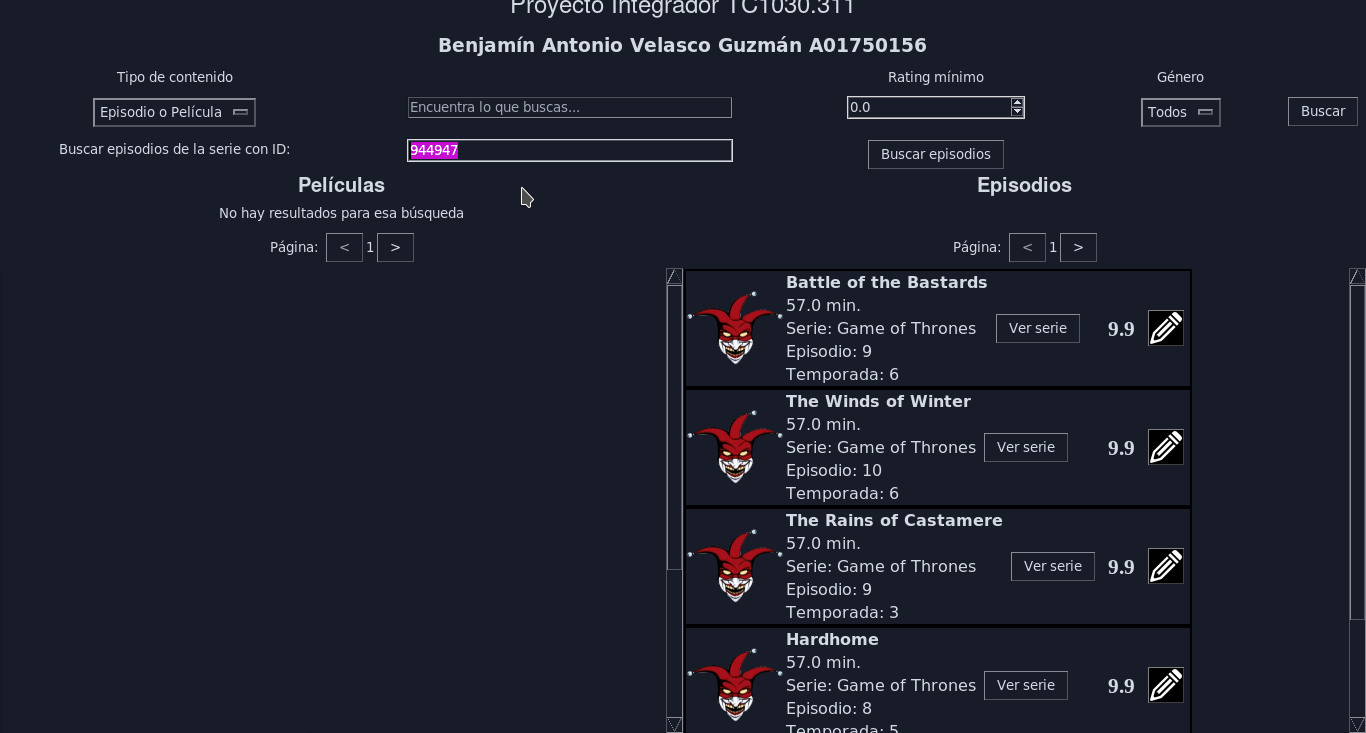 Proyecto Integrador TC1030.311
Benjamín Antonio Velasco Guzmán A01750156
Tipo de contenido
Rating mínimo
Género
Episodio o Película
Encuentra lo que buscas...
0.0
Todos
Buscar
Buscar episodios de la serie con ID:
944947
Buscar episodios
Películas
Episodios
No hay resultados para esa búsqueda
Página: < 1 >
Página: < 1 >
Battle of the Bastards
57.0 min.
Serie: Game of Thrones
Ver serie
9.9
Episodio: 9
Temporada: 6
The Winds of Winter
57.0 min.
Serie: Game of Thrones
Ver serie
9.9
Episodio: 10
Temporada: 6
The Rains of Castamere
57.0 min.
Serie: Game of Thrones
Ver serie
9.9
Episodio: 9
Temporada: 3
Hardhome
57.0 min.
Serie: Game of Thrones
Ver serie
9.9
Episodio: 8
Temporada: 5